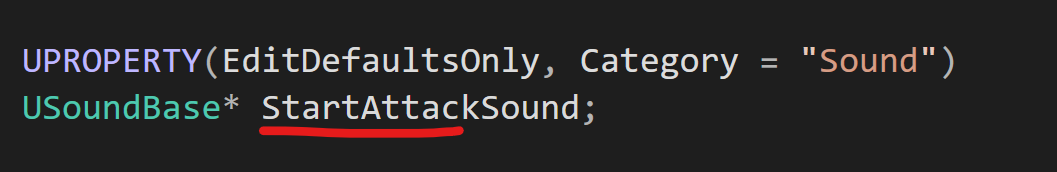 UPROPERTY(EditDefaultsOnly, Category = "Sound")
USoundBase* StartAttackSound;